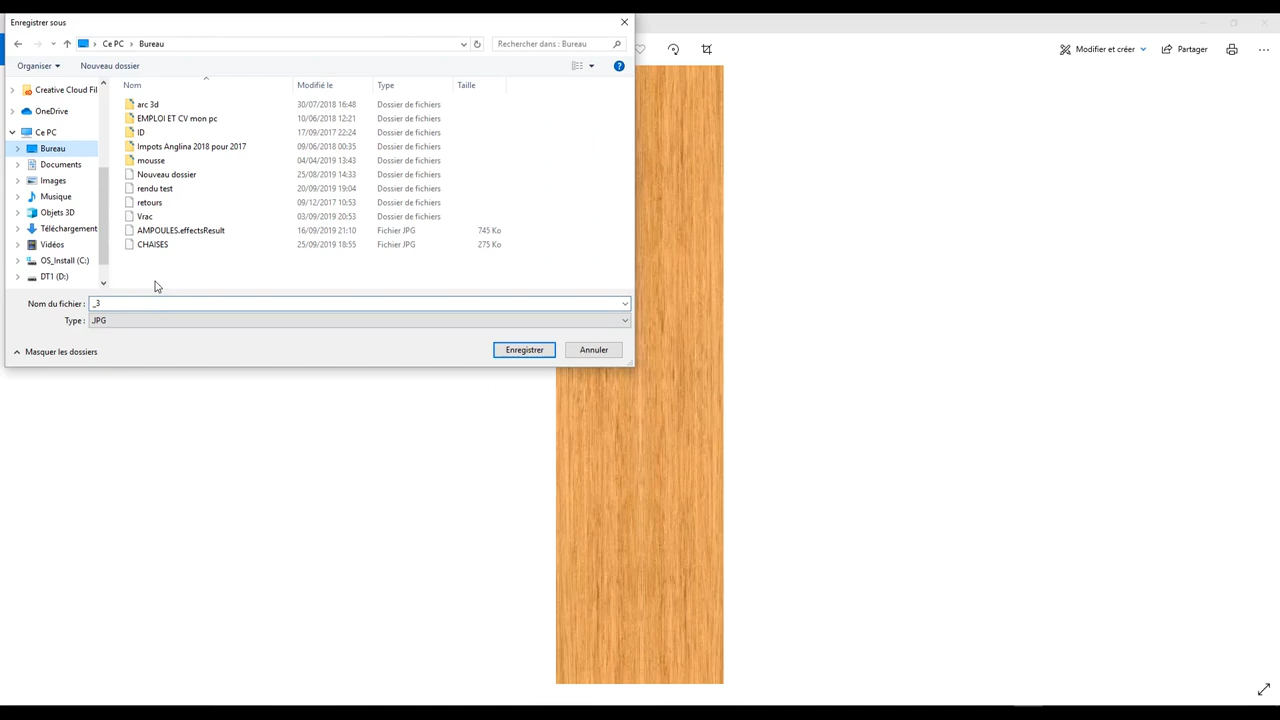 Enregistrer sous
Ce PC > Bureau
Rechercher dans : Bureau
Modifier et créer
Partager
Organiser
Nouveau dossier
Nom Modifié le Type Taille
Creative Cloud Fil
OneDrive
Ce PC
Bureau
Documents
Images
Musique
Objets 3D
Téléchargement
Vidéos
OS_Install (C:)
DT1 (D:)
arc 3d 30/07/2018 16:48 Dossier de fichiers
EMPLOI ET CV mon pc 10/06/2018 12:21 Dossier de fichiers
ID 17/09/2017 22:24 Dossier de fichiers
Impots Anglina 2018 pour 2017 09/06/2018 00:35 Dossier de fichiers
mousse 04/04/2019 13:43 Dossier de fichiers
Nouveau dossier 25/08/2019 14:33 Dossier de fichiers
rendu test 20/09/2019 19:04 Dossier de fichiers
retours 09/12/2017 10:53 Dossier de fichiers
Vrac 03/09/2019 20:53 Dossier de fichiers
AMPOULES.effectsResult 16/09/2019 21:10 Fichier JPG 745 Ko
CHAISES 25/09/2019 18:55 Fichier JPG 275 Ko
Nom du fichier : _3
Type : .JPG
Masquer les dossiers
Enregistrer
Annuler